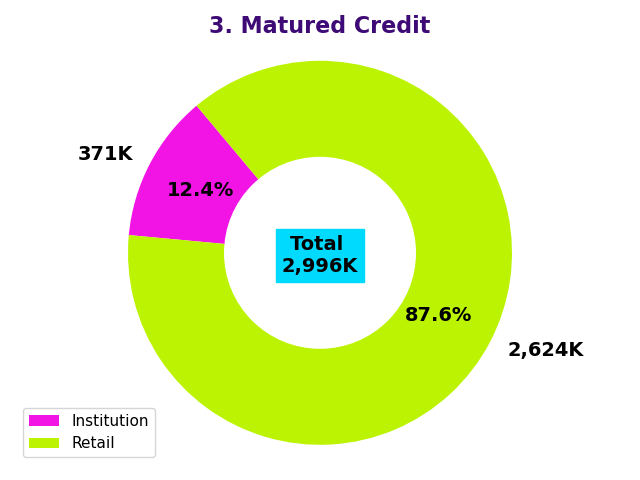 3. Matured Credit
371K
12.4%
Total
2,996K
87.6%
2,624K
Institution
Retail